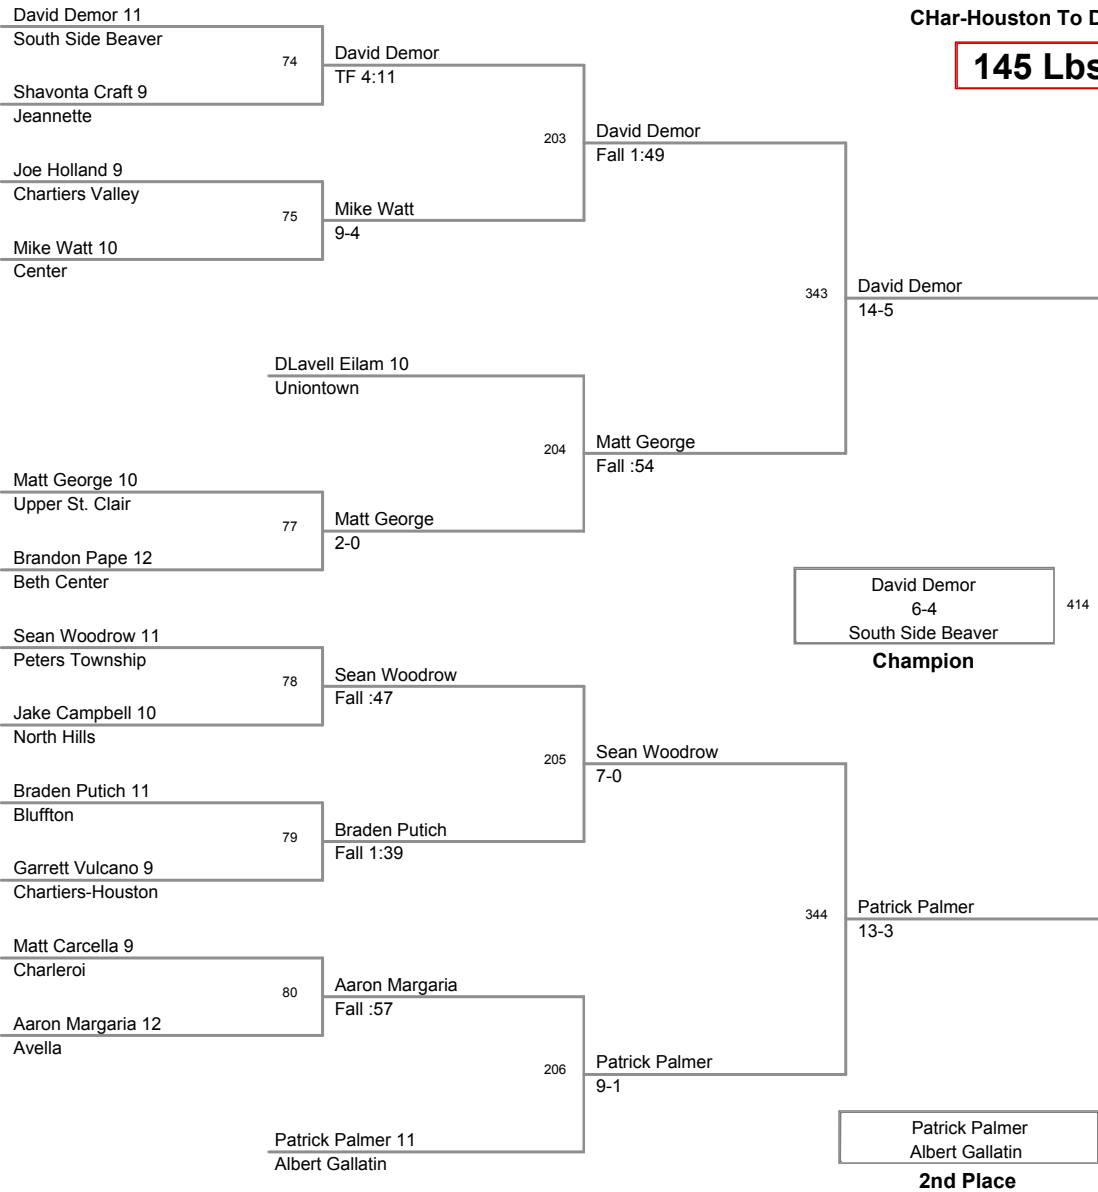 David Demor 11
South Side Beaver
CHar-Houston To D
145 Lbs
74
David Demor
TF 4:11
Shavonta Craft 9
Jeannette
203
David Demor
Fall 1:49
Joe Holland 9
Chartiers Valley
75
Mike Watt
9-4
Mike Watt 10
Center
343
David Demor
14-5
DLavell Eilam 10
Uniontown
204
Matt George
Fall :54
Matt George 10
Upper St. Clair
77
Matt George
2-0
Brandon Pape 12
Beth Center
David Demor
6-4
South Side Beaver
414
Champion
Sean Woodrow 11
Peters Township
78
Sean Woodrow
Fall :47
Jake Campbell 10
North Hills
205
Sean Woodrow
7-0
Braden Putich 11
Bluffton
79
Braden Putich
Fall 1:39
Garrett Vulcano 9
Chartiers-Houston
344
Patrick Palmer
13-3
Matt Carcella 9
Charleroi
80
Aaron Margaria
Fall :57
Aaron Margaria 12
Avella
206
Patrick Palmer
9-1
Patrick Palmer 11
Albert Gallatin
Patrick Palmer
Albert Gallatin
2nd Place